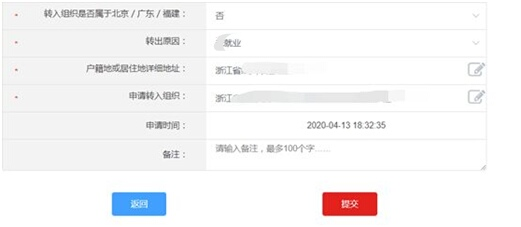 * 转入组织是否属于北京/广东/福建： 否
* 转出原因： 就业
* 户籍地或居住地详细地址： 浙江省
* 申请转入组织： 浙江
申请时间： 2020-04-13 18:32:35
备注： 请输入备注，最多100个字......
返回 提交